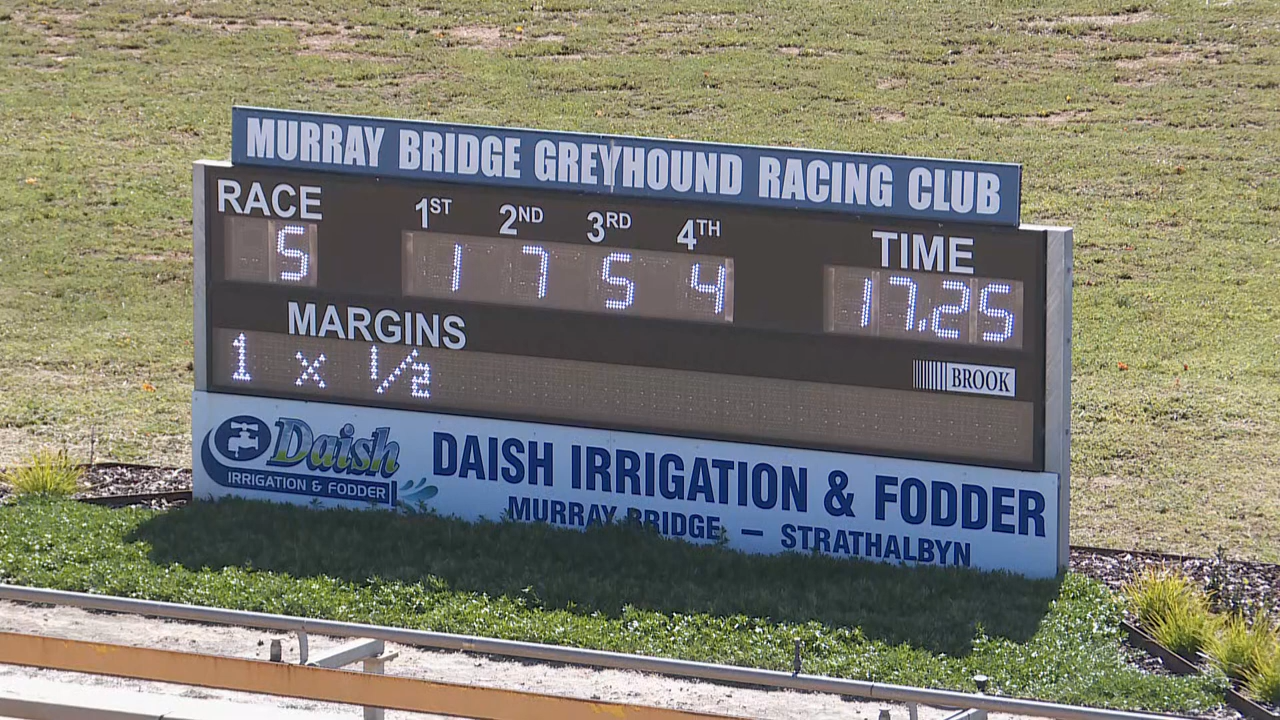 MURRAY BRIDGE GREYHOUND RACING CLUB
RACE 1ST 2ND 3RD 4TH TIME
5 1 7 5 4 17.25
MARGINS
1 x 1/2
BROOK
Daish
IRRIGATION & FODDER
DAISH IRRIGATION & FODDER
MURRAY BRIDGE — STRATHALBYN